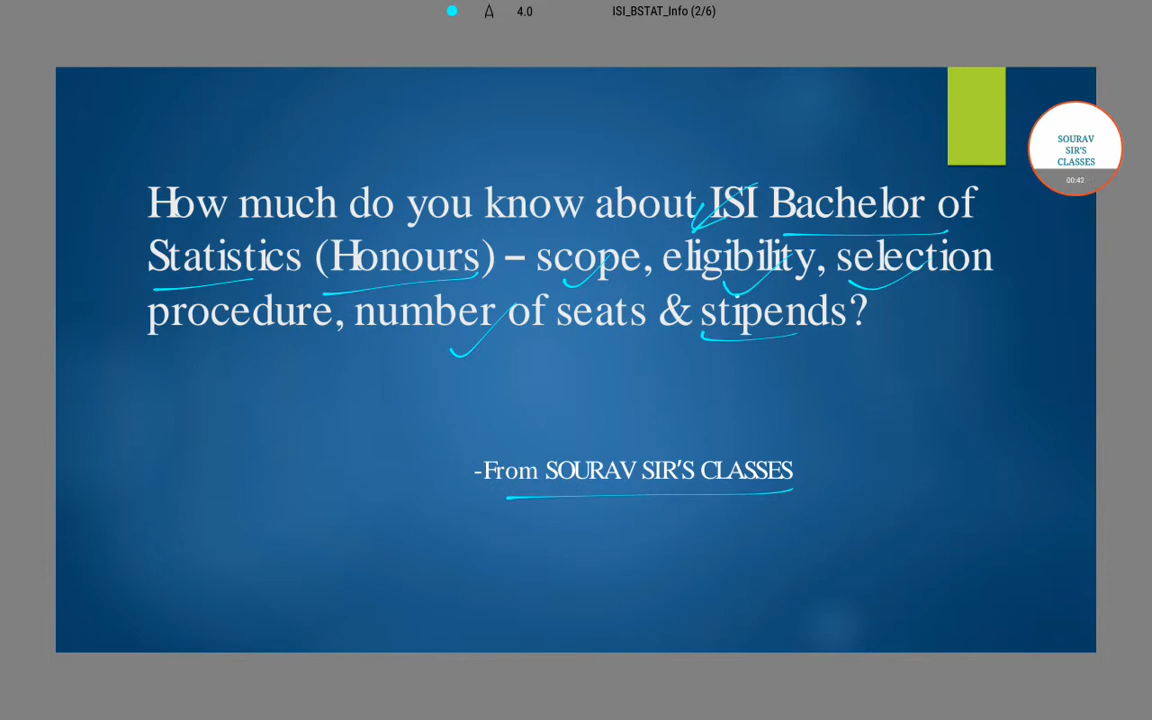 4.0 ISI_BSTAT_Info (2/6)
SOURAV
SIR'S
CLASSES
00:42
How much do you know about ISI Bachelor of
Statistics (Honours) – scope, eligibility, selection
procedure, number of seats & stipends?
-From SOURAV SIR'S CLASSES